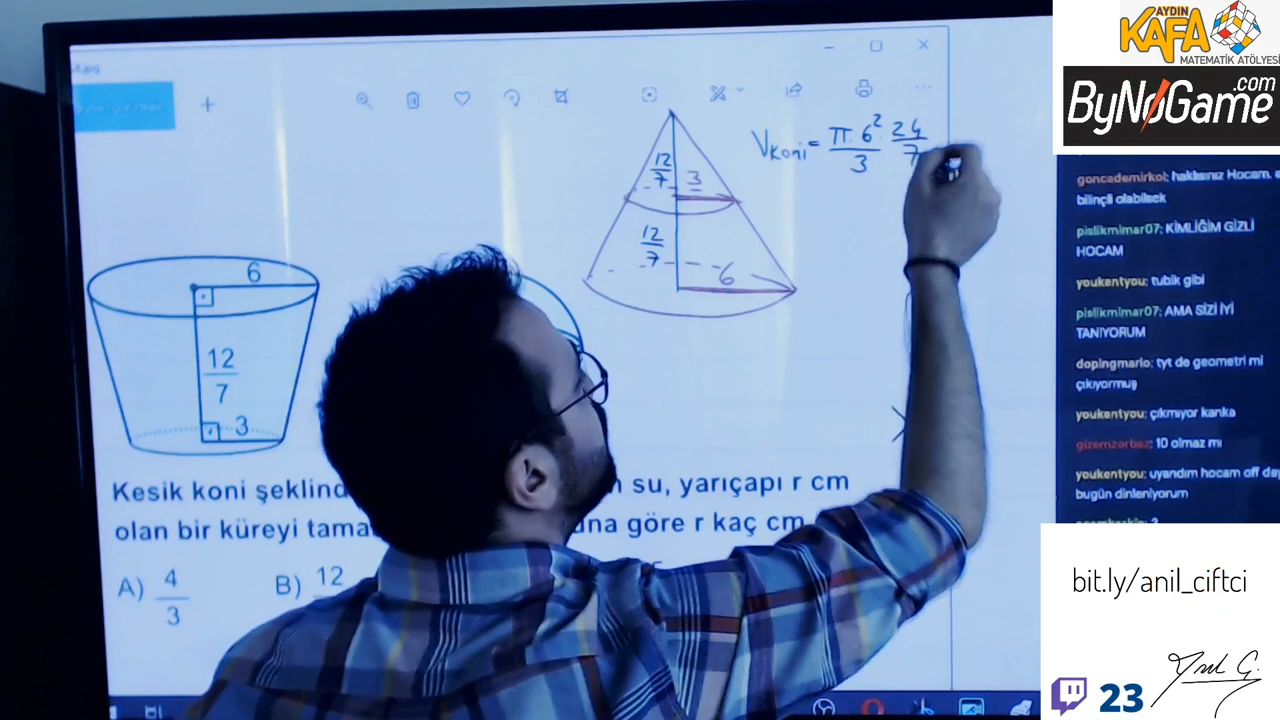 AYDIN
KAFA
MATEMATİK ATÖLYESİ
ByNoGame.com
12
7
3
12
7
6
Vkoni = π.6² 24
3 7
6
12
7
3
Kesik koni şeklind
n su, yarıçapı r cm
olan bir küreyi tama
una göre r kaç cm
A) 4
3
B) 12
goncademirkol: haklısınız Hocam.
bilinçli olabilsek
pislikmimar07: KİMLİĞİM GİZLİ
HOCAM
youkentyou: tubik gibi
pislikmimar07: AMA SİZİ İYİ
TANIYORUM
dopingmario: tyt de geometri mi
çıkıyormuş
youkentyou: çıkmıyor kanka
gizemzorbaz: 10 olmaz mı
youkentyou: uyandım hocam off day
bugün dinleniyorum
bit.ly/anil_ciftci
23